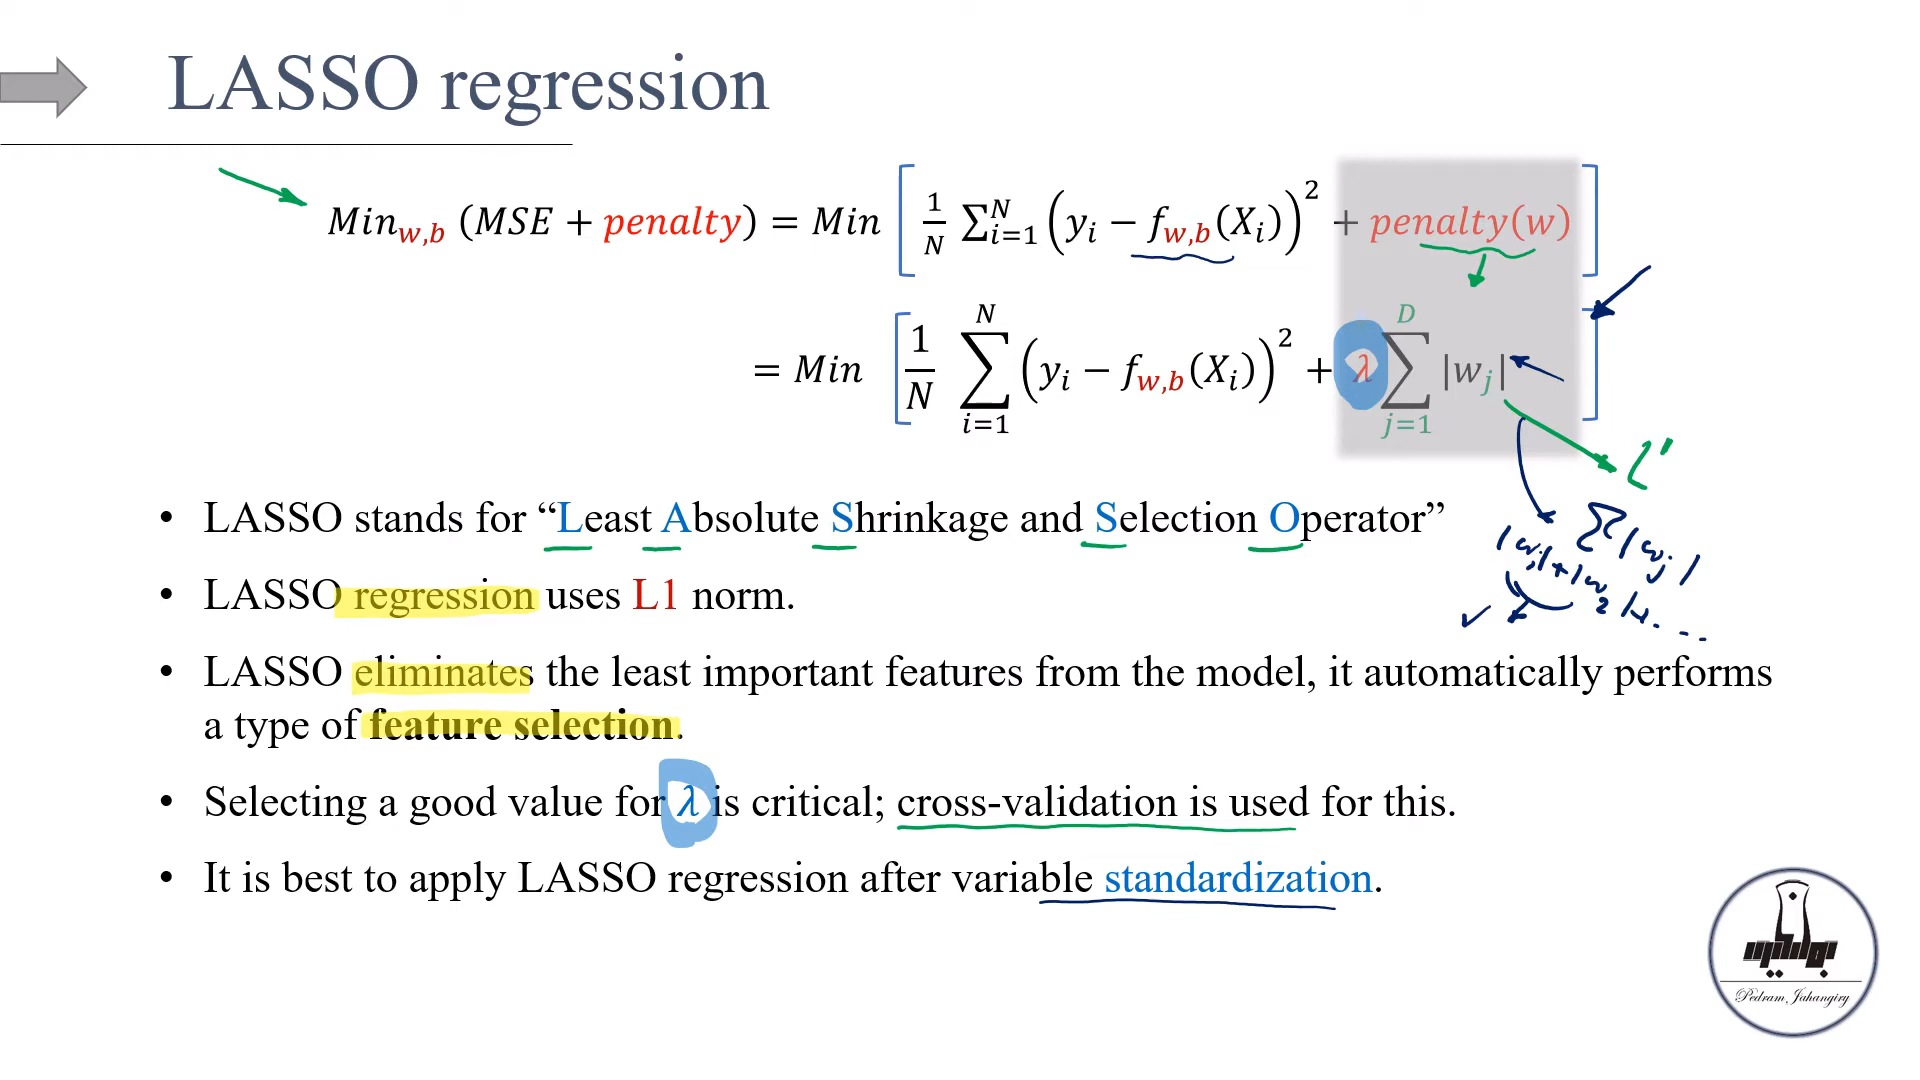 LASSO regression
Min_{w,b} (MSE + penalty) = Min [ 1/N ∑_{i=1}^{N} (y_i − f_{w,b}(X_i))^2 + penalty(w) ]
= Min [ 1/N ∑_{i=1}^{N} (y_i − f_{w,b}(X_i))^2 + λ ∑_{j=1}^{D} |w_j| ]
L'
• LASSO stands for “Least Absolute Shrinkage and Selection Operator”
∑|w_j|
|w_1|+|w_2|+....
• LASSO regression uses L1 norm.
• LASSO eliminates the least important features from the model, it automatically performs
a type of feature selection.
• Selecting a good value for λ is critical; cross-validation is used for this.
• It is best to apply LASSO regression after variable standardization.
Pedram, Jahangiry